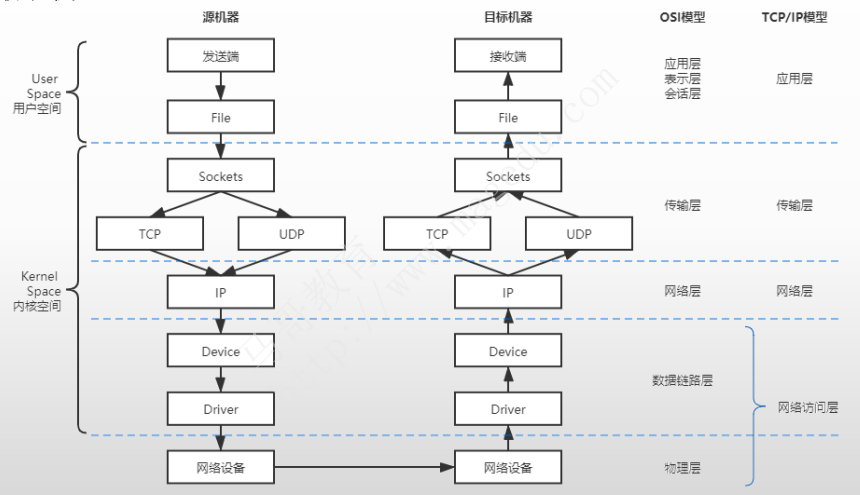 源机器
目标机器
OSI模型
TCP/IP模型
发送端
接收端
应用层
表示层
会话层
应用层
User
Space
用户空间
File
File
Sockets
Sockets
传输层
传输层
TCP
UDP
TCP
UDP
Kernel
Space
内核空间
IP
IP
网络层
网络层
Device
Device
数据链路层
Driver
Driver
网络访问层
网络设备
网络设备
物理层
马哥教育